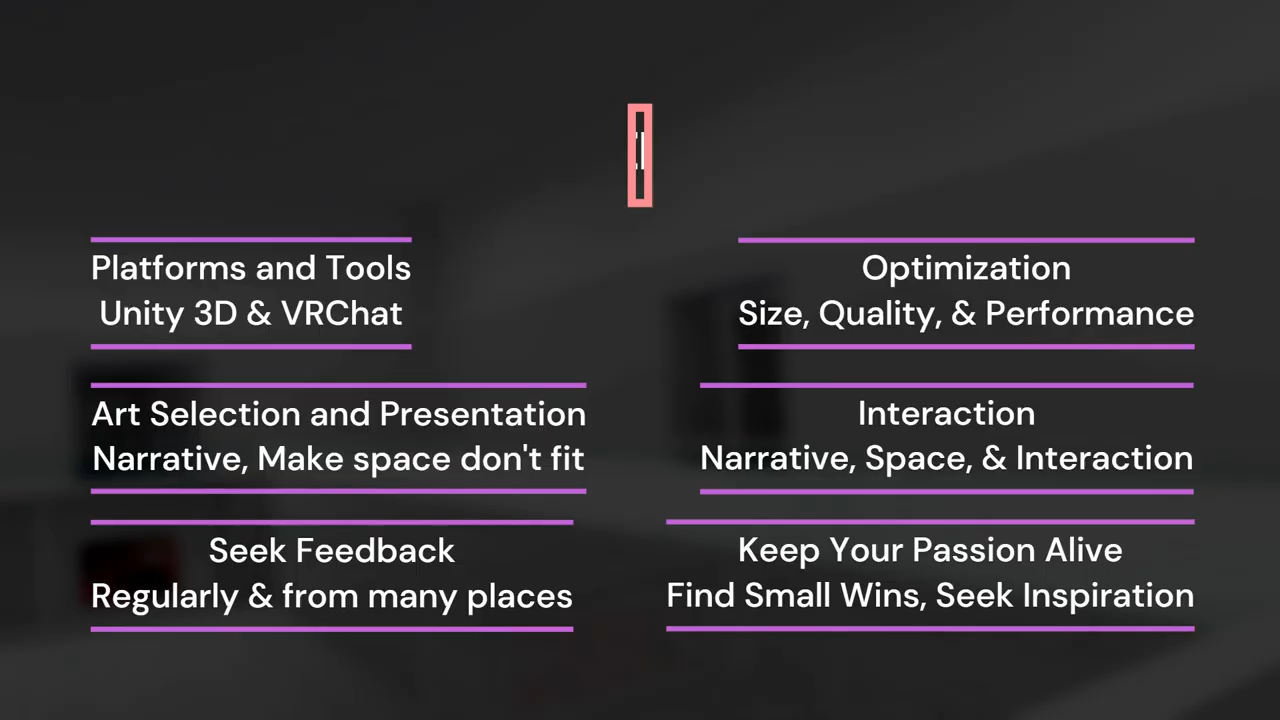 Platforms and Tools
Unity 3D & VRChat
Optimization
Size, Quality, & Performance
Art Selection and Presentation
Narrative, Make space don't fit
Interaction
Narrative, Space, & Interaction
Seek Feedback
Regularly & from many places
Keep Your Passion Alive
Find Small Wins, Seek Inspiration